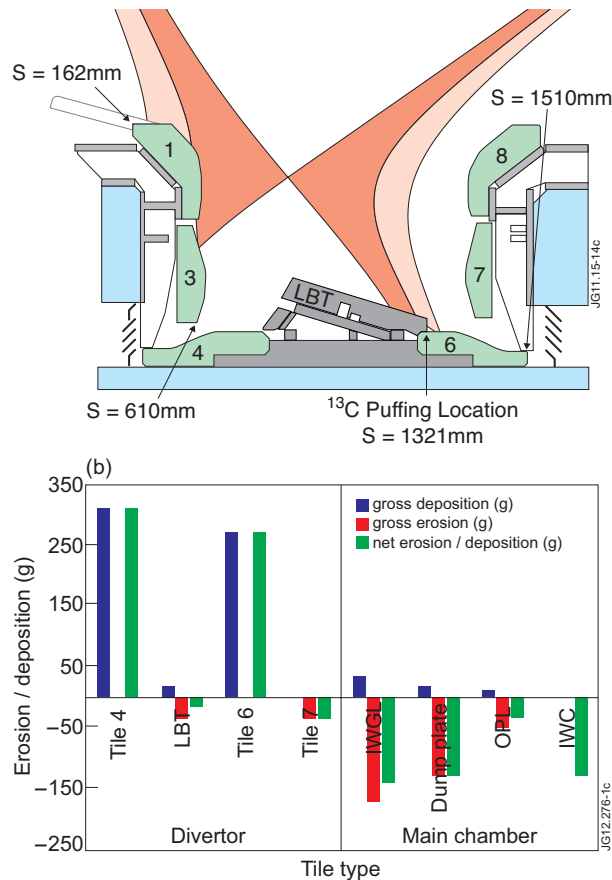 S = 162mm
S = 1510mm
1
8
3
7
LBT
4
6
S = 610mm
¹³C Puffing Location
S = 1321mm
JG11.15-14c
(b)
350
250
150
50
−50
−150
−250
Erosion / deposition (g)
gross deposition (g)
gross erosion (g)
net erosion / deposition (g)
Tile 4
LBT
Tile 6
Tile 7
IWGL
Dump plate
OPL
IWC
Divertor
Main chamber
Tile type
JG12.276-1c